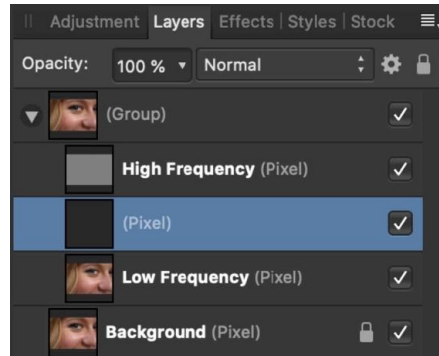 Adjustment Layers Effects | Styles | Stock
Opacity: 100 % Normal
(Group)
High Frequency (Pixel)
(Pixel)
Low Frequency (Pixel)
Background (Pixel)